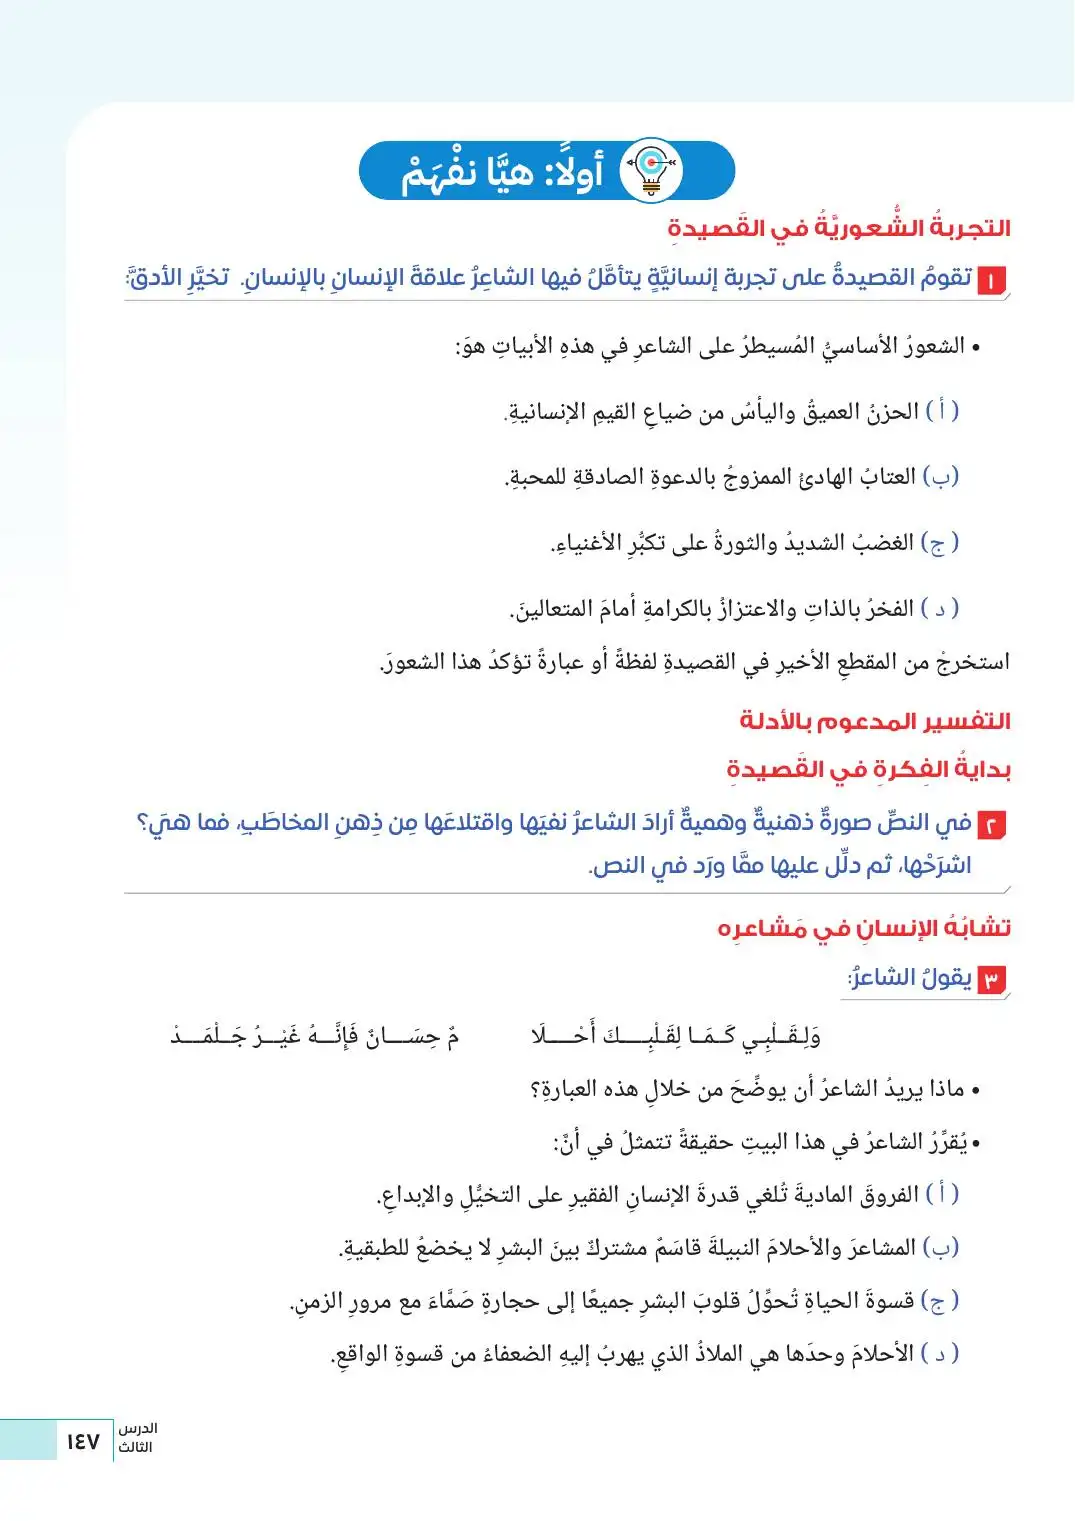 أولًا: هيَّا نفْهَمْ
التجربةُ الشُّعوريَّةُ في القَصيدةِ
١ تقومُ القصيدةُ على تجربة إنسانيَّةٍ يتأمَّلُ فيها الشاعِرُ علاقةَ الإنسانِ بالإنسانِ. تخيَّرِ الأدقَّ:
• الشعورُ الأساسيُّ المُسيطرُ على الشاعرِ في هذهِ الأبياتِ هوَ:
( أ ) الحزنُ العميقُ واليأسُ من ضياعِ القيمِ الإنسانيةِ.
(ب) العتابُ الهادئُ الممزوجُ بالدعوةِ الصادقةِ للمحبةِ.
( ج ) الغضبُ الشديدُ والثورةُ على تكبُّرِ الأغنياءِ.
( د ) الفخرُ بالذاتِ والاعتزازُ بالكرامةِ أمامَ المتعالينَ.
استخرجْ من المقطعِ الأخيرِ في القصيدةِ لفظةً أو عبارةً تؤكدُ هذا الشعورَ.
التفسير المدعوم بالأدلة
بدايةُ الفِكرةِ في القَصيدةِ
٢ في النصِّ صورةٌ ذهنيةٌ وهميةٌ أرادَ الشاعرُ نفيَها واقتلاعَها مِن ذِهنِ المخاطَبِ، فما هيَ؟
اشرَحْها، ثم دلِّل عليها ممَّا ورَد في النص.
تشابُهُ الإنسانِ في مَشاعرِه
٣ يقولُ الشاعرُ:
وَلِـقَــلْبِـي كَـمَــا لِقَـلْبِـــكَ أَحْــــلَا مٌ حِسَـــانٌ فَإِنَّـــهُ غَيْـــرُ جَــلْمَـــدْ
• ماذا يريدُ الشاعرُ أن يوضِّحَ من خلالِ هذه العبارةِ؟
• يُقرِّرُ الشاعرُ في هذا البيتِ حقيقةً تتمثلُ في أنَّ:
( أ ) الفروقَ الماديةَ تُلغي قدرةَ الإنسانِ الفقيرِ على التخيُّلِ والإبداعِ.
(ب) المشاعرَ والأحلامَ النبيلةَ قاسَمٌ مشتركٌ بينَ البشرِ لا يخضعُ للطبقيةِ.
( ج ) قسوةَ الحياةِ تُحوِّلُ قلوبَ البشرِ جميعًا إلى حجارةٍ صَمَّاءَ مع مرورِ الزمنِ.
( د ) الأحلامَ وحدَها هي الملاذُ الذي يهربُ إليهِ الضعفاءُ من قسوةِ الواقعِ.
الدرس
الثالث
١٤٧